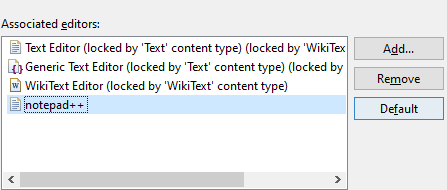 Associated editors:
Text Editor (locked by 'Text' content type) (locked by 'WikiTex
Generic Text Editor (locked by 'Text' content type) (locked by
WikiText Editor (locked by 'WikiText' content type)
notepad++
Add...
Remove
Default